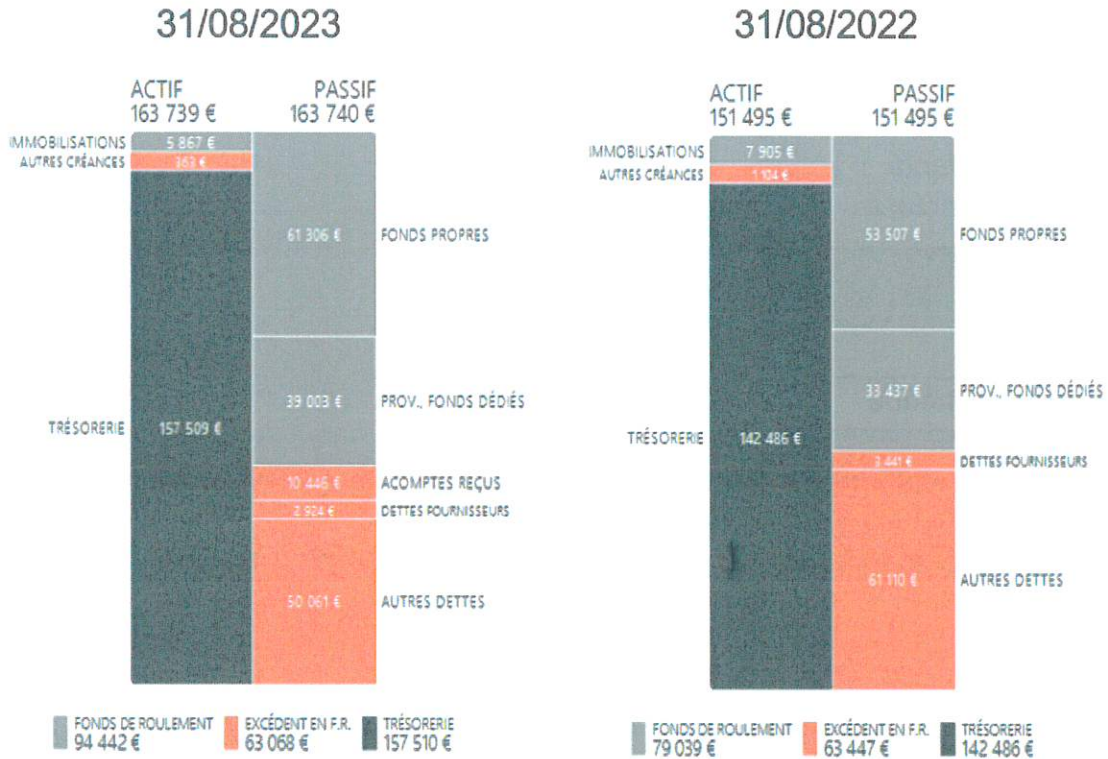 31/08/2023
ACTIF
163 739 €
PASSIF
163 740 €
IMMOBILISATIONS
5 867 €
AUTRES CRÉANCES
363 €
61 306 €
FONDS PROPRES
39 003 €
PROV., FONDS DÉDIÉS
TRÉSORERIE
157 509 €
10 446 €
ACOMPTES REÇUS
2 924 €
DETTES FOURNISSEURS
50 061 €
AUTRES DETTES
FONDS DE ROULEMENT
94 442 €
EXCÉDENT EN F.R.
63 068 €
TRÉSORERIE
157 510 €
31/08/2022
ACTIF
151 495 €
PASSIF
151 495 €
IMMOBILISATIONS
7 905 €
AUTRES CRÉANCES
1 104 €
53 507 €
FONDS PROPRES
33 437 €
PROV., FONDS DÉDIÉS
TRÉSORERIE
142 486 €
3 441 €
DETTES FOURNISSEURS
61 110 €
AUTRES DETTES
FONDS DE ROULEMENT
79 039 €
EXCÉDENT EN F.R.
63 447 €
TRÉSORERIE
142 486 €